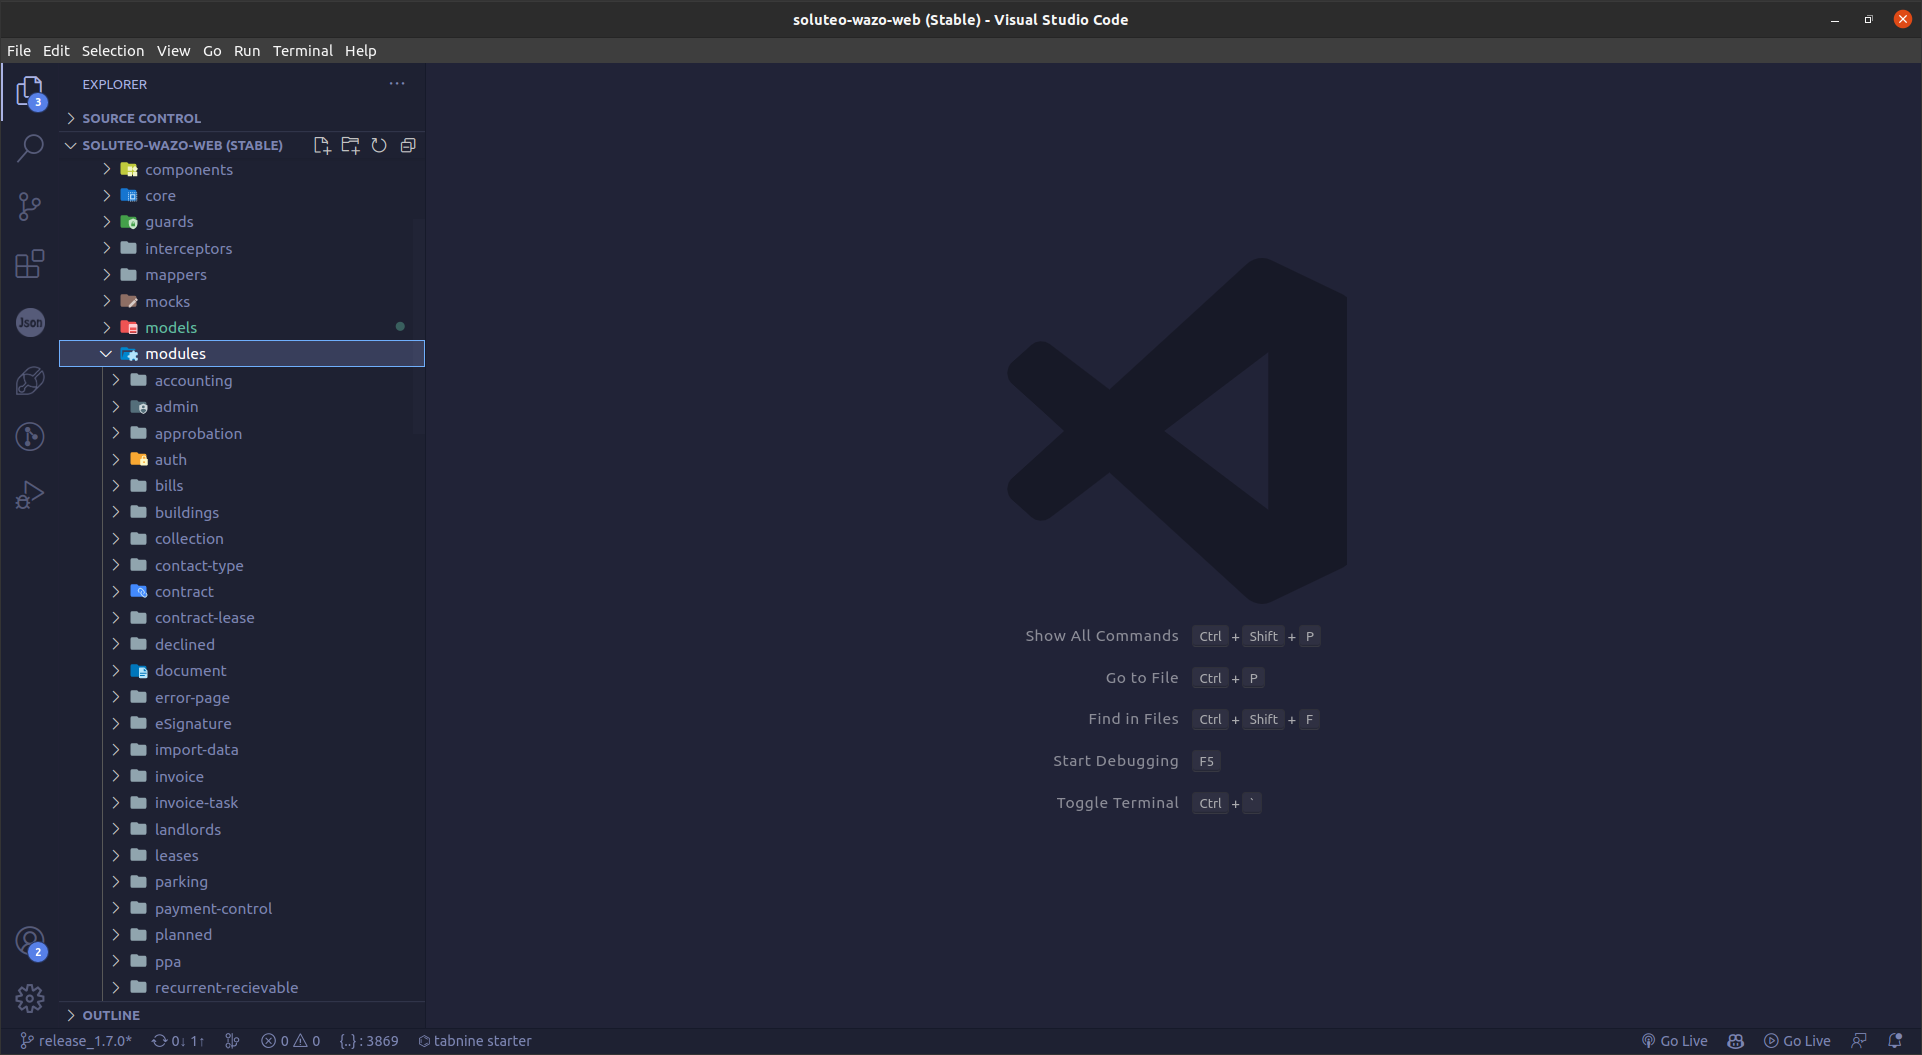 soluteo-wazo-web (Stable) - Visual Studio Code
File Edit Selection View Go Run Terminal Help
EXPLORER
3
SOURCE CONTROL
SOLUTEO-WAZO-WEB (STABLE)
components
core
guards
interceptors
mappers
mocks
Json
models
modules
accounting
admin
approbation
auth
bills
buildings
collection
contact-type
contract
contract-lease
declined
document
error-page
eSignature
import-data
invoice
invoice-task
landlords
leases
parking
payment-control
planned
2
ppa
recurrent-recievable
OUTLINE
Show All Commands Ctrl + Shift + P
Go to File Ctrl + P
Find in Files Ctrl + Shift + F
Start Debugging F5
Toggle Terminal Ctrl + `
release_1.7.0* 0↓ 1↑ 0 0 {..} : 3869 tabnine starter Go Live Go Live